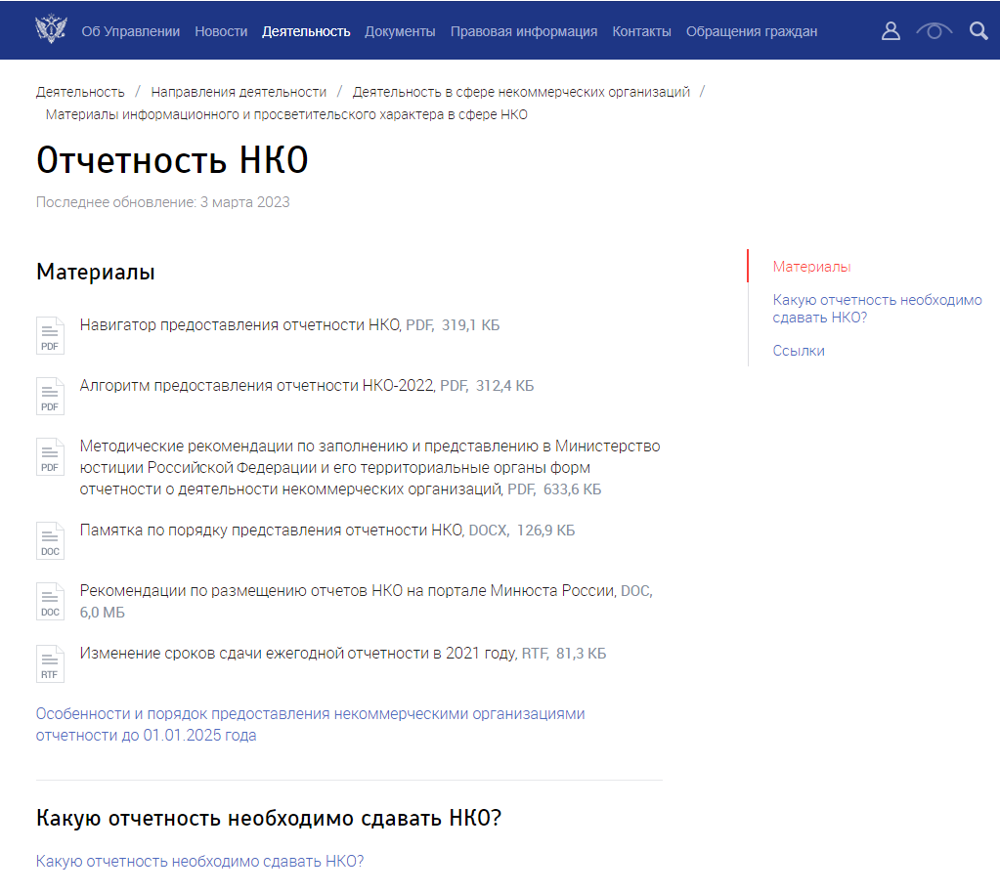 Об Управлении Новости Деятельность Документы Правовая информация Контакты Обращения граждан
Деятельность / Направления деятельности / Деятельность в сфере некоммерческих организаций /
Материалы информационного и просветительского характера в сфере НКО
Отчетность НКО
Последнее обновление: 3 марта 2023
Материалы
PDF
Навигатор предоставления отчетности НКО, PDF, 319,1 КБ
PDF
Алгоритм предоставления отчетности НКО-2022, PDF, 312,4 КБ
PDF
Методические рекомендации по заполнению и представлению в Министерство
юстиции Российской Федерации и его территориальные органы форм
отчетности о деятельности некоммерческих организаций, PDF, 633,6 КБ
DOC
Памятка по порядку представления отчетности НКО, DOCX, 126,9 КБ
DOC
Рекомендации по размещению отчетов НКО на портале Минюста России, DOC,
6,0 МБ
RTF
Изменение сроков сдачи ежегодной отчетности в 2021 году, RTF, 81,3 КБ
Особенности и порядок предоставления некоммерческими организациями
отчетности до 01.01.2025 года
Какую отчетность необходимо сдавать НКО?
Какую отчетность необходимо сдавать НКО?
Материалы
Какую отчетность необходимо
сдавать НКО?
Ссылки